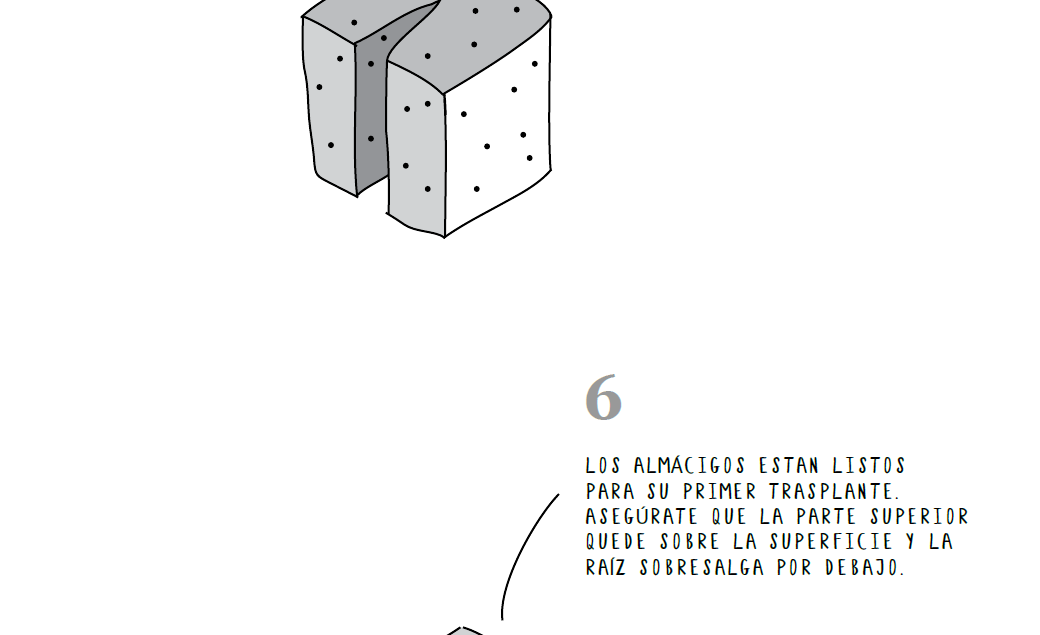 6
LOS ALMÁCIGOS ESTAN LISTOS
PARA SU PRIMER TRASPLANTE.
ASEGÚRATE QUE LA PARTE SUPERIOR
QUEDE SOBRE LA SUPERFICIE Y LA
RAÍZ SOBRESALGA POR DEBAJO.